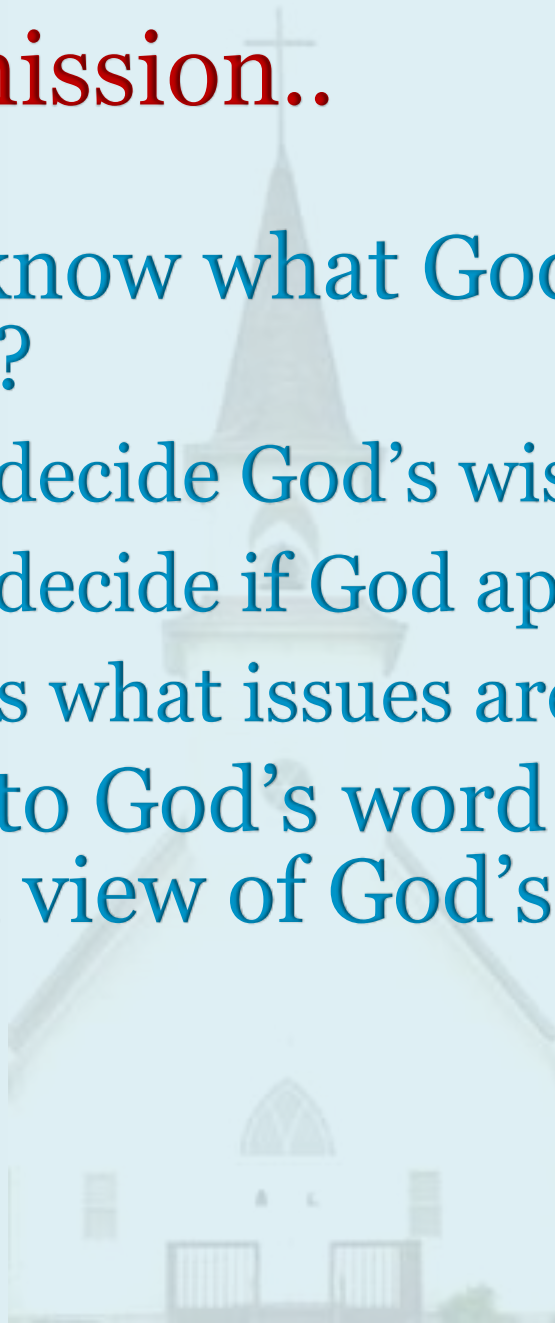 ission..
know what God
?
decide God's wis
decide if God ap
s what issues are
to God's word
view of God's